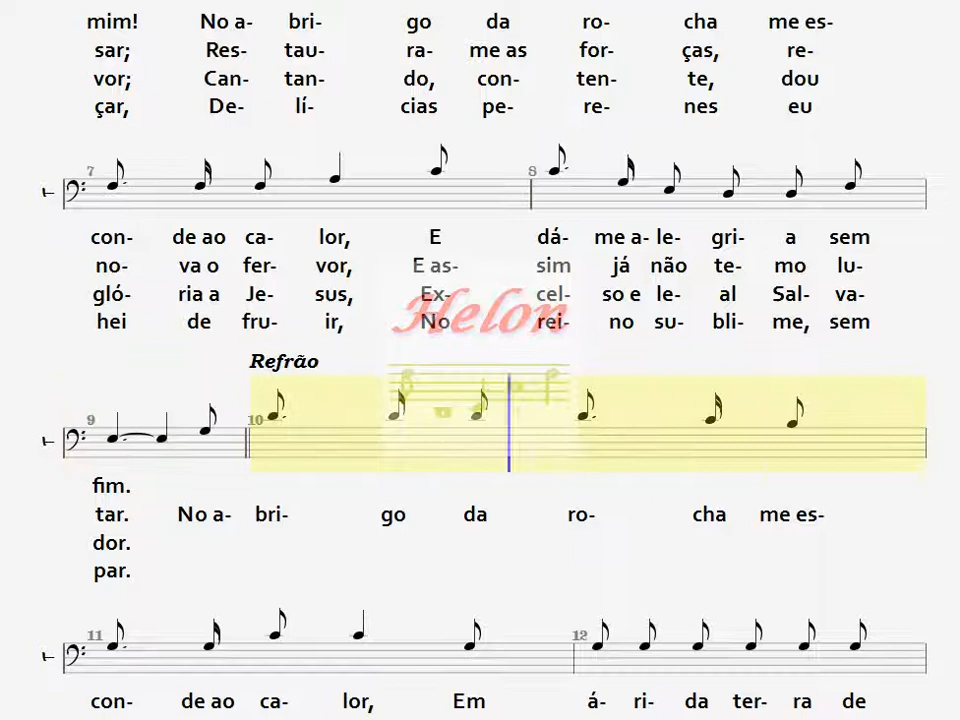 mim! No a- bri- go da ro- cha me es-
sar; Res- tau- ra- me as for- ças, re-
vor; Can- tan- do, con- ten- te, dou
çar, De- lí- cias pe- re- nes eu
7 8
T
con- de ao ca- lor, E dá- me a- le- gri- a sem
no- va o fer- vor, E as- sim já não te- mo lu-
gló- ria a Je- sus, Ex- cel- so e le- al Sal- va-
hei de fru- ir, No rei- no su- bli- me, sem
Helon
Refrão
9 10
T
fim.
tar. No a- bri- go da ro- cha me es-
dor.
par.
11 12
T
con- de ao ca- lor, Em á- ri- da ter- ra de